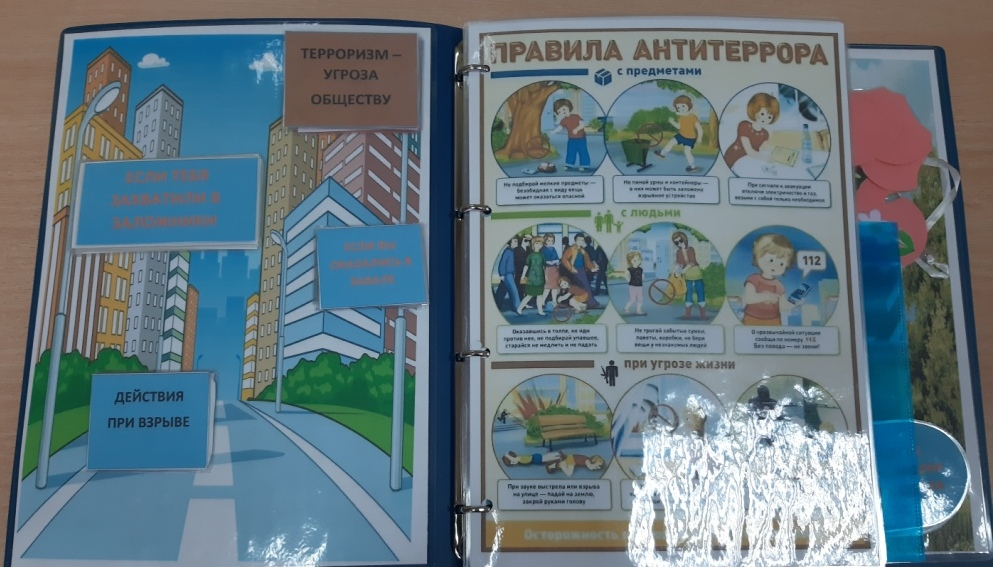 ТЕРРОРИЗМ –
УГРОЗА
ОБЩЕСТВУ
ЕСЛИ ТЕБЯ
ЗАХВАТИЛИ В
ЗАЛОЖНИКИ
ЕСЛИ ВЫ
ОКАЗАЛИСЬ В
ЗАВАЛЕ
ДЕЙСТВИЯ
ПРИ ВЗРЫВЕ
ПРАВИЛА АНТИТЕРРОРА
с предметами
Не подбирай мелкие предметы —
безобидная с виду вещь
может оказаться опасной
Не пинай урны и контейнеры —
в них может быть заложено
взрывное устройство
При сигнале к эвакуации
отключи электричество и газ,
возьми с собой только необходимое
с людьми
112
Оказавшись в толпе, не иди
против нее, не подбирай упавшее,
старайся не медлить и не падать
Не трогай забытые сумки,
пакеты, коробки, не бери
вещи у незнакомых людей
О чрезвычайной ситуации
сообщи по номеру 112
Без повода — не звони!
при угрозе жизни
При звуке выстрела или взрыва
на улице — падай на землю,
закрой руками голову
Осторожность